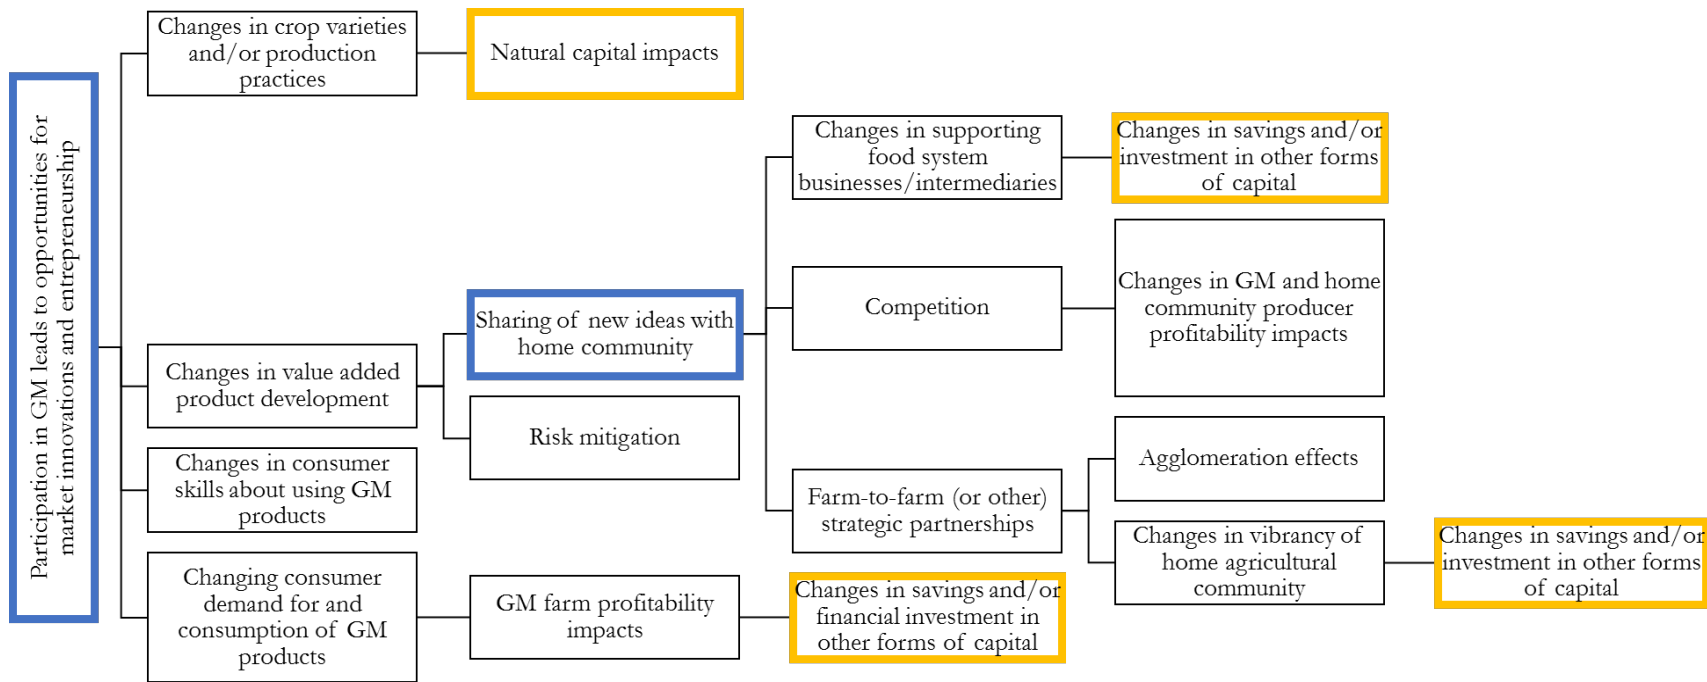 Participation in GM leads to opportunities for
market innovations and entrepreneurship
Changes in crop varieties
and/or production
practices
Natural capital impacts
Changes in value added
product development
Sharing of new ideas with
home community
Changes in supporting
food system
businesses/intermediaries
Changes in savings and/or
investment in other forms
of capital
Competition
Changes in GM and home
community producer
profitability impacts
Farm-to-farm (or other)
strategic partnerships
Agglomeration effects
Changes in vibrancy of
home agricultural
community
Changes in savings and/or
investment in other forms
of capital
Risk mitigation
Changes in consumer
skills about using GM
products
Changing consumer
demand for and
consumption of GM
products
GM farm profitability
impacts
Changes in savings and/or
financial investment in
other forms of capital